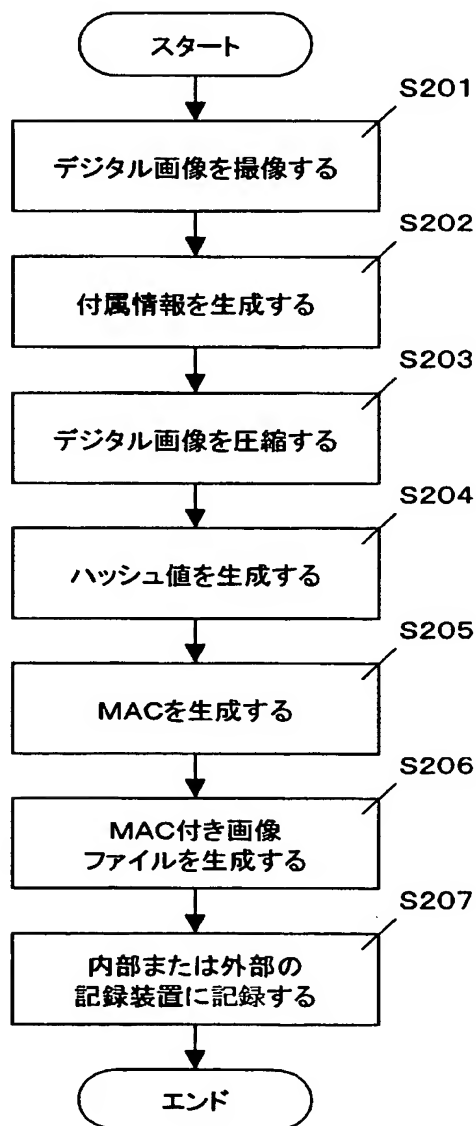 スタート
S201
デジタル画像を撮像する
S202
付属情報を生成する
S203
デジタル画像を圧縮する
S204
ハッシュ値を生成する
S205
MACを生成する
S206
MAC付き画像
ファイルを生成する
S207
内部または外部の
記録装置に記録する
エンド